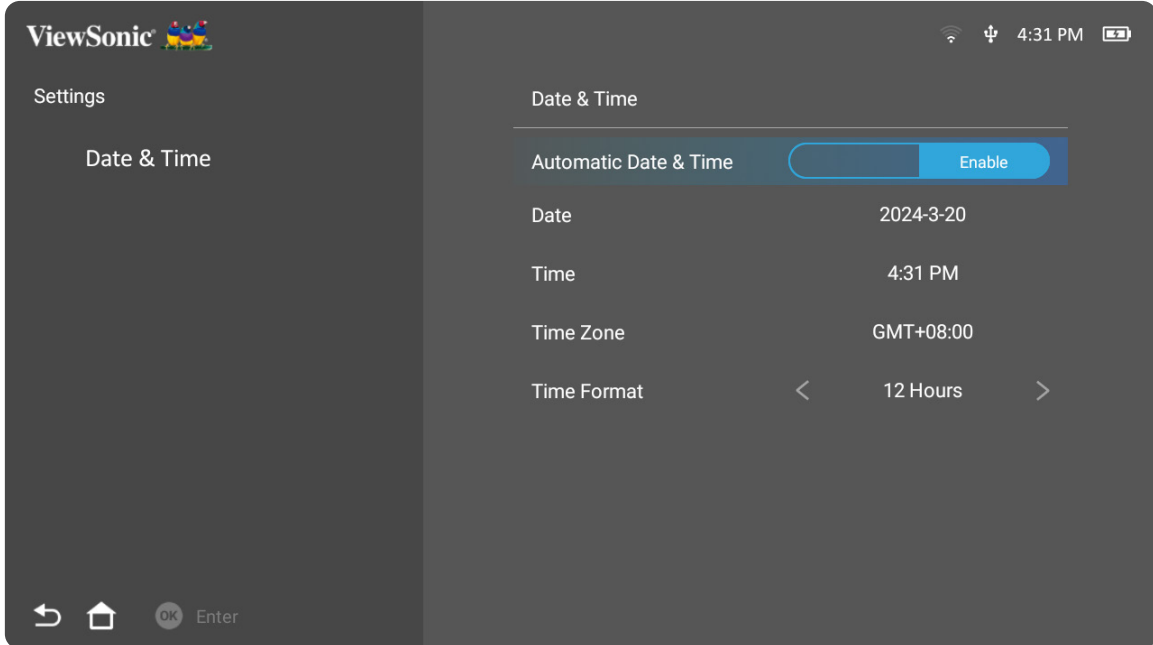 ViewSonic
4:31 PM
Settings
Date & Time
Date & Time
Automatic Date & Time Enable
Date 2024-3-20
Time 4:31 PM
Time Zone GMT+08:00
Time Format < 12 Hours >
OK Enter